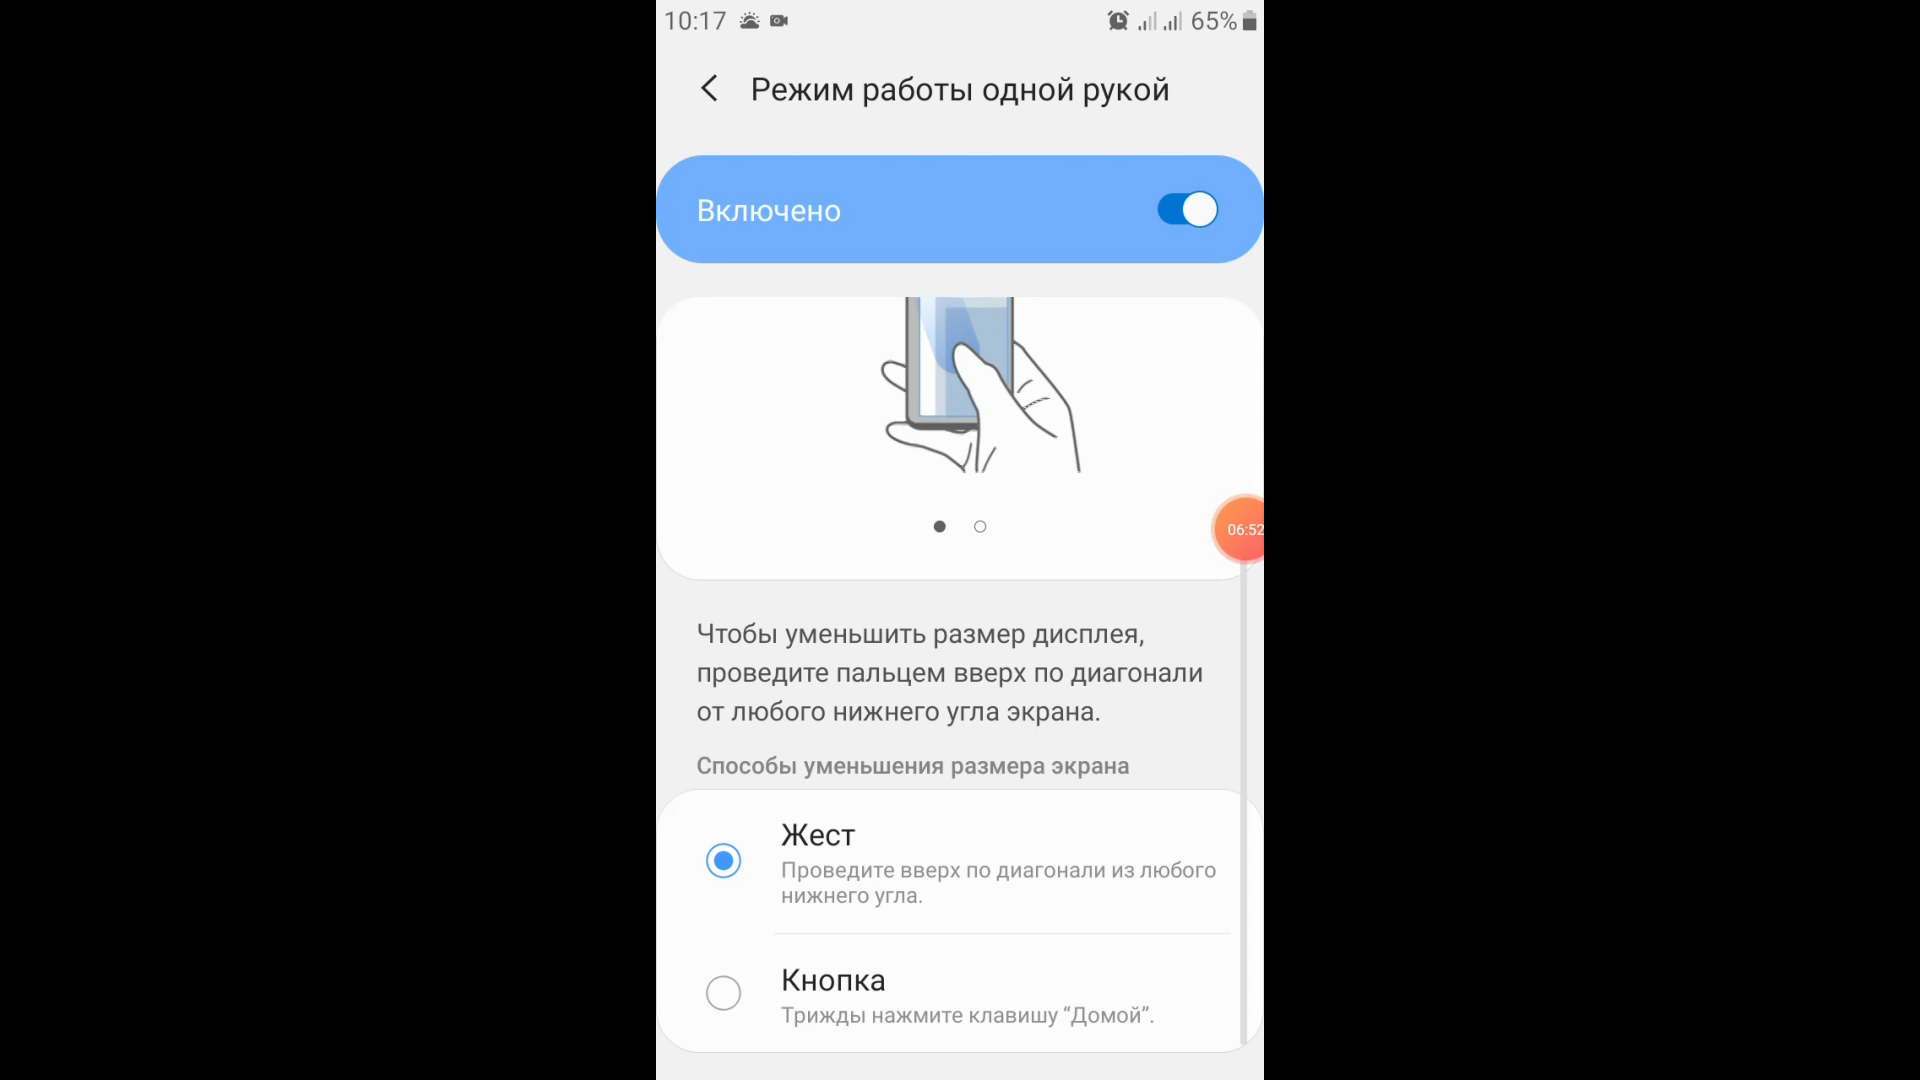 10:17
65%
Режим работы одной рукой
Включено
06:52
Чтобы уменьшить размер дисплея,
проведите пальцем вверх по диагонали
от любого нижнего угла экрана.
Способы уменьшения размера экрана
Жест
Проведите вверх по диагонали из любого
нижнего угла.
Кнопка
Трижды нажмите клавишу “Домой”.